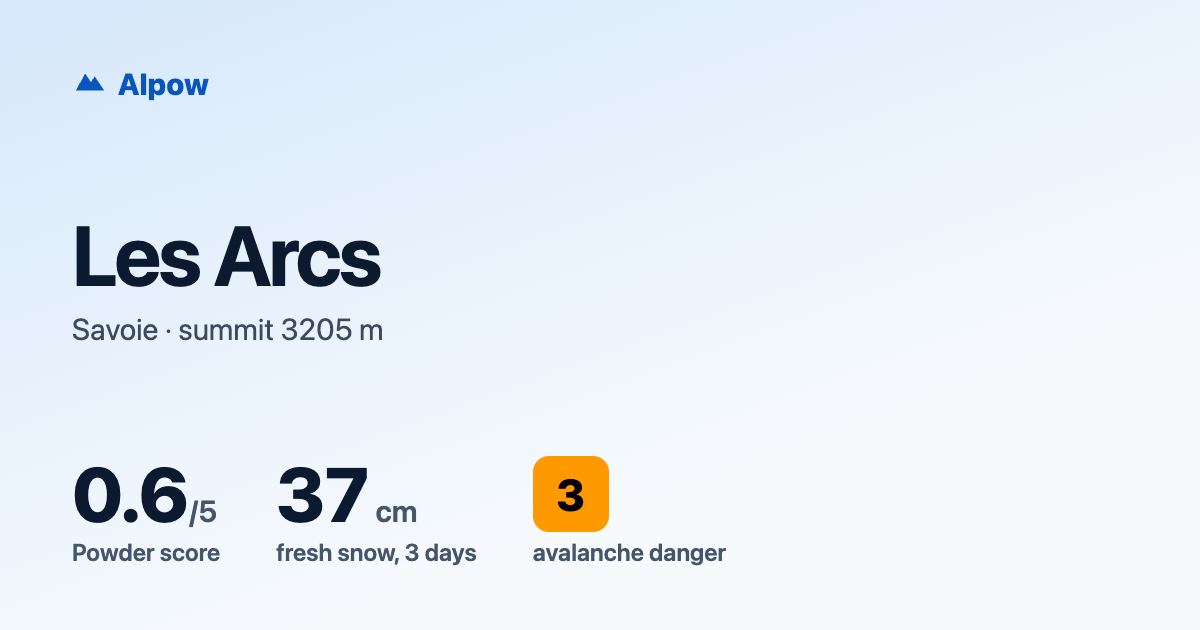 Alpow
Les Arcs
Savoie · summit 3205 m
0.6/5
Powder score
37 cm
fresh snow, 3 days
3
avalanche danger